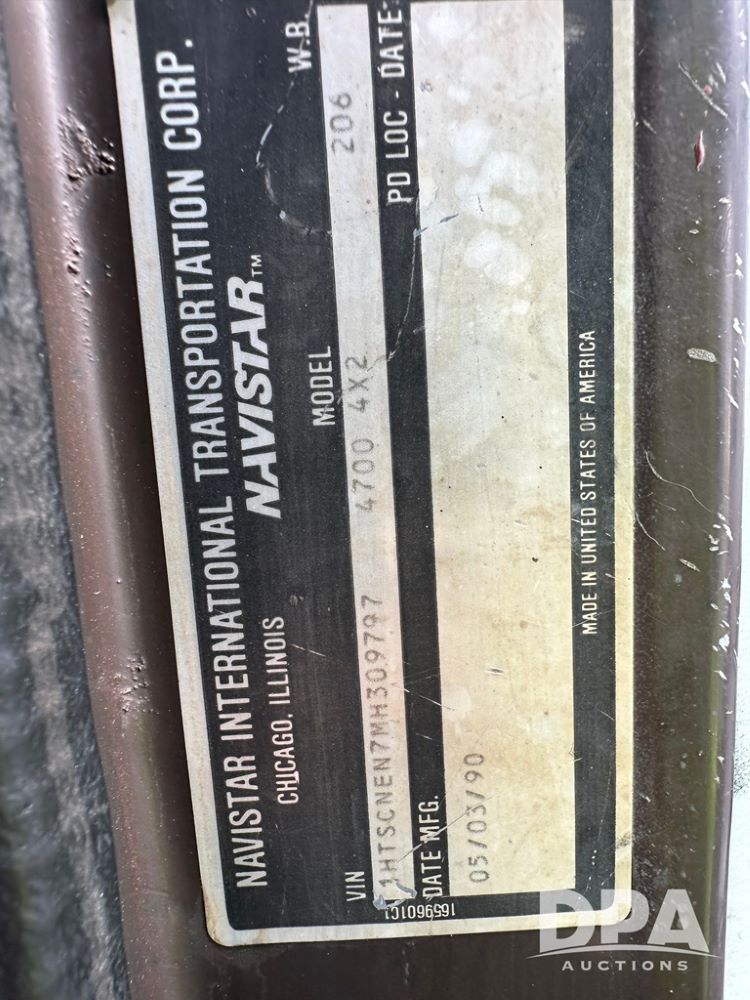 NAVISTAR INTERNATIONAL TRANSPORTATION CORP.
CHICAGO, ILLINOIS NAVISTAR™
VIN MODEL W.B.
1HTSCNEN7MH309797 4700 4X2 206
DATE MFG. PD LOC - DATE:
05/03/90
MADE IN UNITED STATES OF AMERICA
1659601C1
DPA
AUCTIONS